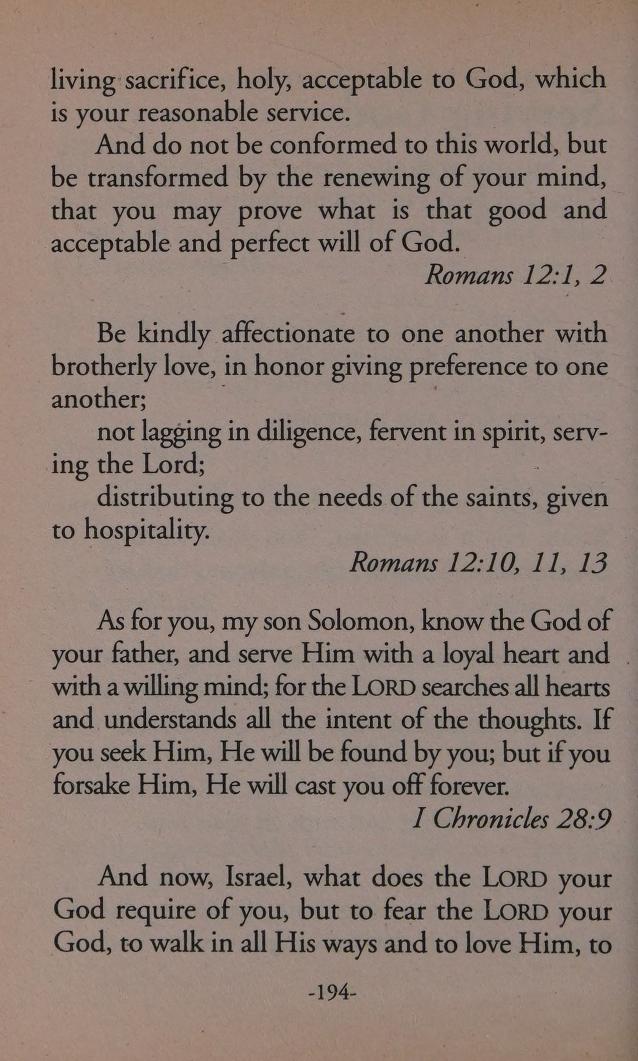 living sacrifice, holy, acceptable to God, which
is your reasonable service.
And do not be conformed to this world, but
be transformed by the renewing of your mind,
that you may prove what is that good and
acceptable and perfect will of God.
Romans 12:1, 2
Be kindly affectionate to one another with
brotherly love, in honor giving preference to one
another;
not lagging in diligence, fervent in spirit, serv-
ing the Lord;
distributing to the needs of the saints, given
to hospitality.
Romans 12:10, 11, 13
As for you, my son Solomon, know the God of
your father, and serve Him with a loyal heart and
with a willing mind; for the LORD searches all hearts
and understands all the intent of the thoughts. If
you seek Him, He will be found by you; but if you
forsake Him, He will cast you off forever.
I Chronicles 28:9
And now, Israel, what does the LORD your
God require of you, but to fear the LORD your
God, to walk in all His ways and to love Him, to
-194-